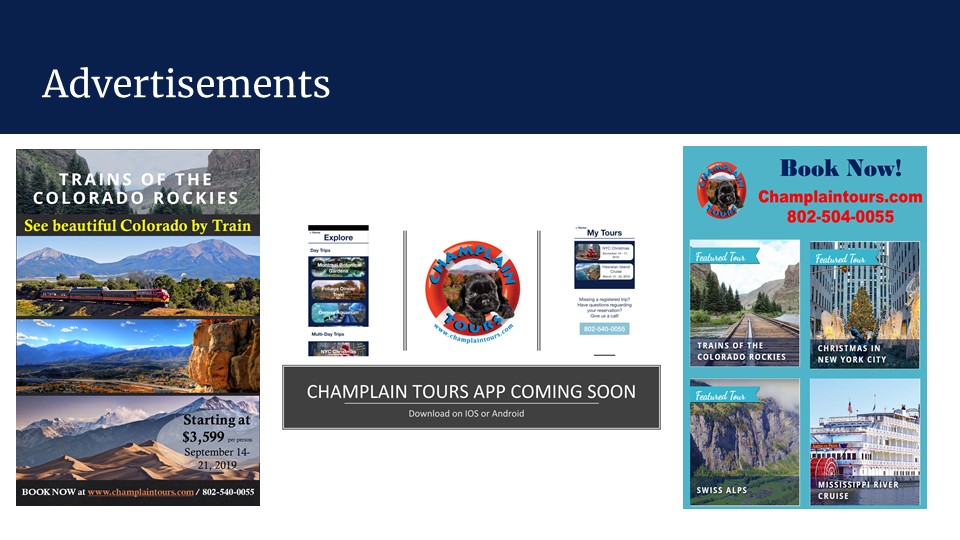 Advertisements
TRAINS OF THE
COLORADO ROCKIES
See beautiful Colorado by Train
Starting at
$3,599 per person
September 14-
21, 2019
BOOK NOW at www.champlaintours.com / 802-540-0055
Explore
Day Trips
Montreal Botanical
Gardens
Foliage Dinner
Train
Aquarium
Multi-Day Trips
NYC Christmas
CHAMPLAIN
TOURS
www.champlaintours.com
My Tours
NYC Christmas
Hawaiian Island
Cruise
Missing a registered trip?
Have questions regarding
your reservation?
Give us a call!
802-540-0055
CHAMPLAIN TOURS APP COMING SOON
Download on IOS or Android
Book Now!
CHAMPLAIN
TOURS
Champlaintours.com
802-504-0055
Featured Tour
TRAINS OF THE
COLORADO ROCKIES
Featured Tour
CHRISTMAS IN
NEW YORK CITY
Featured Tour
SWISS ALPS
MISSISSIPPI RIVER
CRUISE